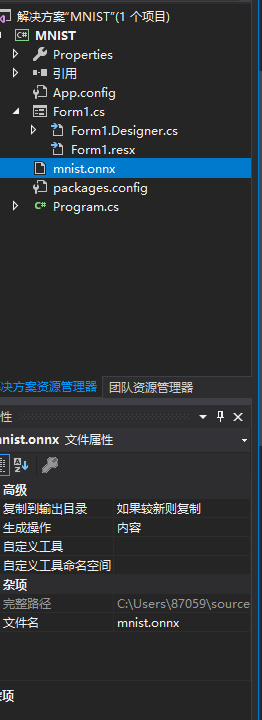 解决方案“MNIST”(1 个项目)
MNIST
Properties
引用
App.config
Form1.cs
Form1.Designer.cs
Form1.resx
mnist.onnx
packages.config
C# Program.cs
决方案资源管理器 团队资源管理器
性
nnist.onnx 文件属性
高级
复制到输出目录 如果较新则复制
生成操作 内容
自定义工具
自定义工具命名空间
杂项
完整路径 C:\Users\87059\source
文件名 mnist.onnx
杂项